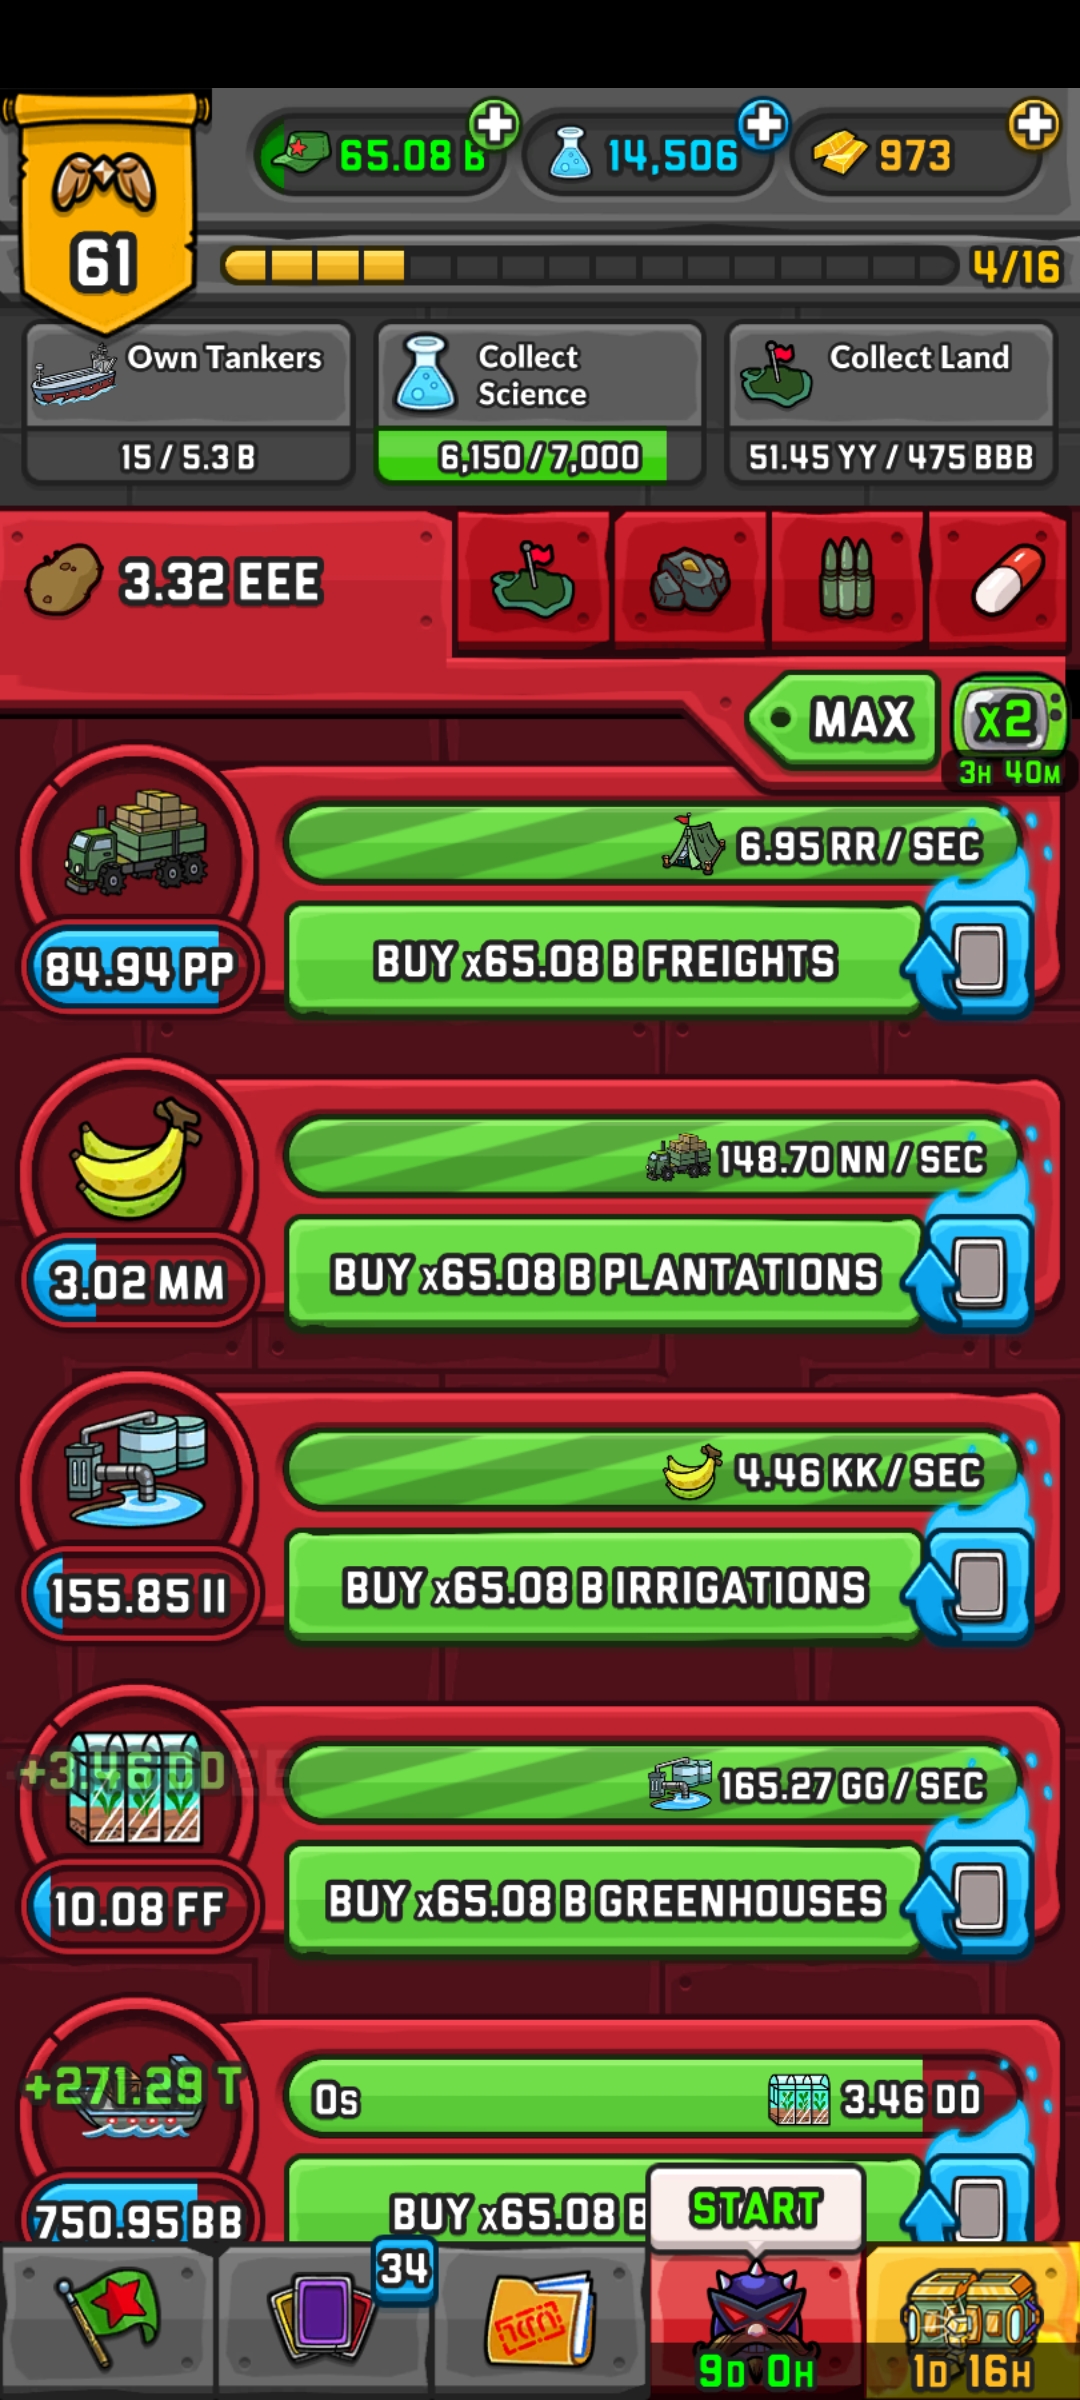 65.08 B
14,506
973
61
4/16
Own Tankers
15 / 5.3 B
Collect
Science
6,150 / 7,000
Collect Land
51.45 YY / 475 BBB
3.32 EEE
MAX
x2
3H 40M
6.95 RR / SEC
84.94 PP
BUY x65.08 B FREIGHTS
148.70 NN / SEC
3.02 MM
BUY x65.08 B PLANTATIONS
4.46 KK / SEC
155.85 II
BUY x65.08 B IRRIGATIONS
+3.46 DD
165.27 GG / SEC
10.08 FF
BUY x65.08 B GREENHOUSES
+271.29 T
0s
3.46 DD
750.95 BB
BUY x65.08 B
START
34
9D 0H
1D 16H